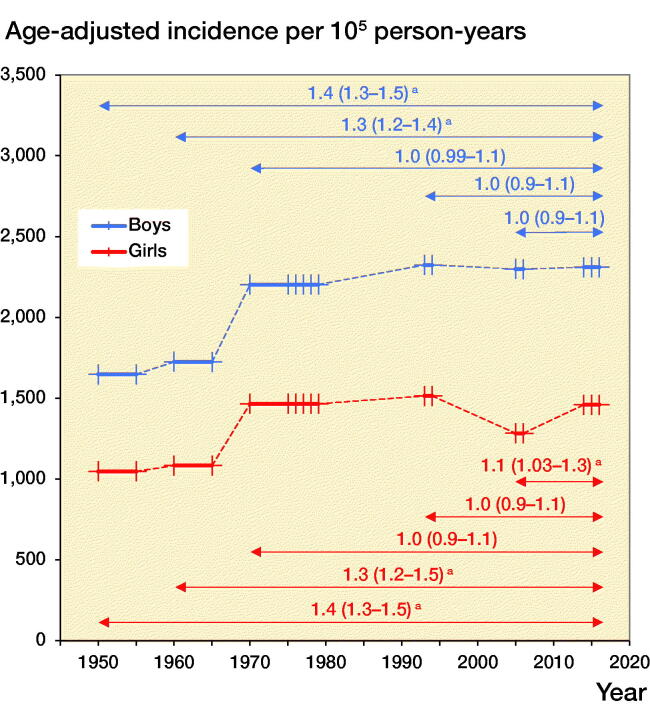 Age-adjusted incidence per 10⁵ person-years
3,500
1.4 (1.3–1.5) ᵃ
1.3 (1.2–1.4) ᵃ
3,000
1.0 (0.99–1.1)
1.0 (0.9–1.1)
Boys
1.0 (0.9–1.1)
2,500
Girls
2,000
1,500
1.1 (1.03–1.3) ᵃ
1,000
1.0 (0.9–1.1)
1.0 (0.9–1.1)
500
1.3 (1.2–1.5) ᵃ
1.4 (1.3–1.5) ᵃ
0
1950 1960 1970 1980 1990 2000 2010 2020
Year